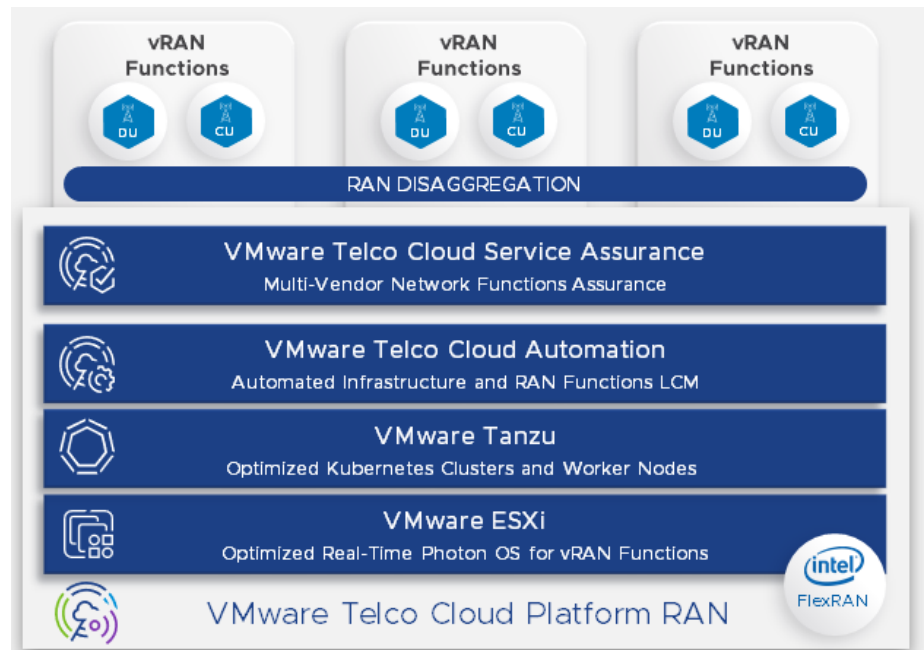 vRAN
Functions
DU
CU
vRAN
Functions
DU
CU
vRAN
Functions
DU
CU
RAN DISAGGREGATION
VMware Telco Cloud Service Assurance
Multi-Vendor Network Functions Assurance
VMware Telco Cloud Automation
Automated Infrastructure and RAN Functions LCM
VMware Tanzu
Optimized Kubernetes Clusters and Worker Nodes
VMware ESXi
Optimized Real-Time Photon OS for vRAN Functions
intel
FlexRAN
VMware Telco Cloud Platform RAN